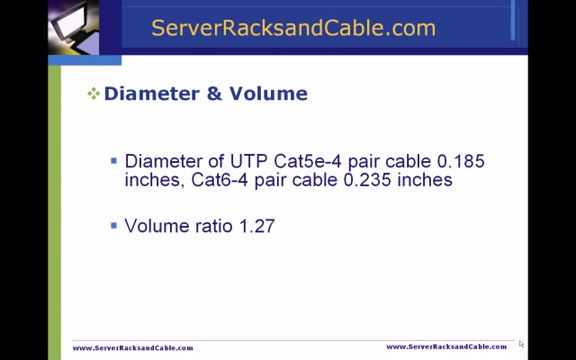 ServerRacksandCable.com
Diameter & Volume
Diameter of UTP Cat5e-4 pair cable 0.185
inches, Cat6-4 pair cable 0.235 inches
Volume ratio 1.27
www.ServerRacksandCable.com
www.ServerRacksandCable.com